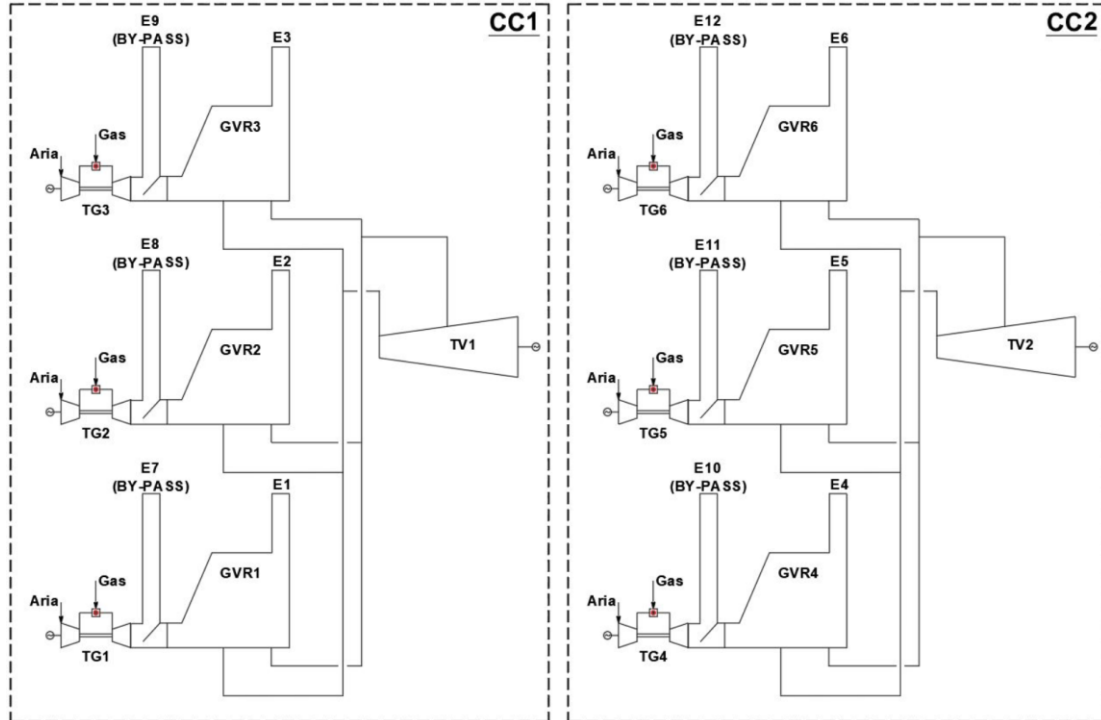 CC1
E9
(BY-PASS)
E3
GVR3
Gas
Aria
TG3
E8
(BY-PASS)
E2
GVR2
Gas
Aria
TG2
TV1
E7
(BY-PASS)
E1
GVR1
Gas
Aria
TG1
CC2
E12
(BY-PASS)
E6
GVR6
Gas
Aria
TG6
E11
(BY-PASS)
E5
GVR5
Gas
Aria
TG5
TV2
E10
(BY-PASS)
E4
GVR4
Gas
Aria
TG4